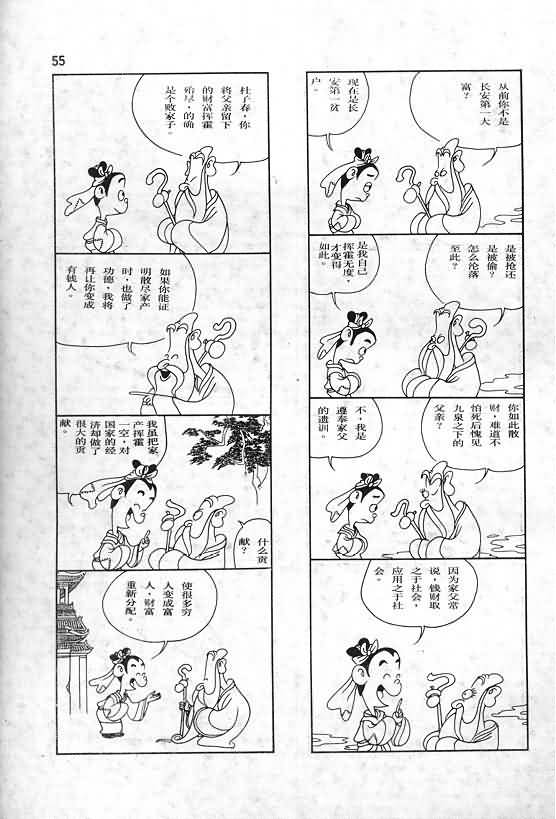 55
从前你不是
长安第一大
富？
现在是长
安第一贫
户。
是被抢还
是被偷？
怎么沦落
至此？
是我自己
挥霍无度，
才变得
如此。
你如此散
财，难道不
怕死后愧见
九泉之下的
父亲？
不，我是
遵奉家父
的遗训。
因为家父常
说，钱财取
之于社会，
应用之于社
会。
杜子春，你
将父亲留下
的财富挥霍
殆尽，的确
是个败家子。
如果你能证
明散尽家产
时，也做了
功德，我将
再让你变成
有钱人。
我虽把家
产挥霍
一空，对
国家的经
济却做了
很大的贡
献。
什么贡
献？
使很多穷
人变成富
人，财富
重新分配。